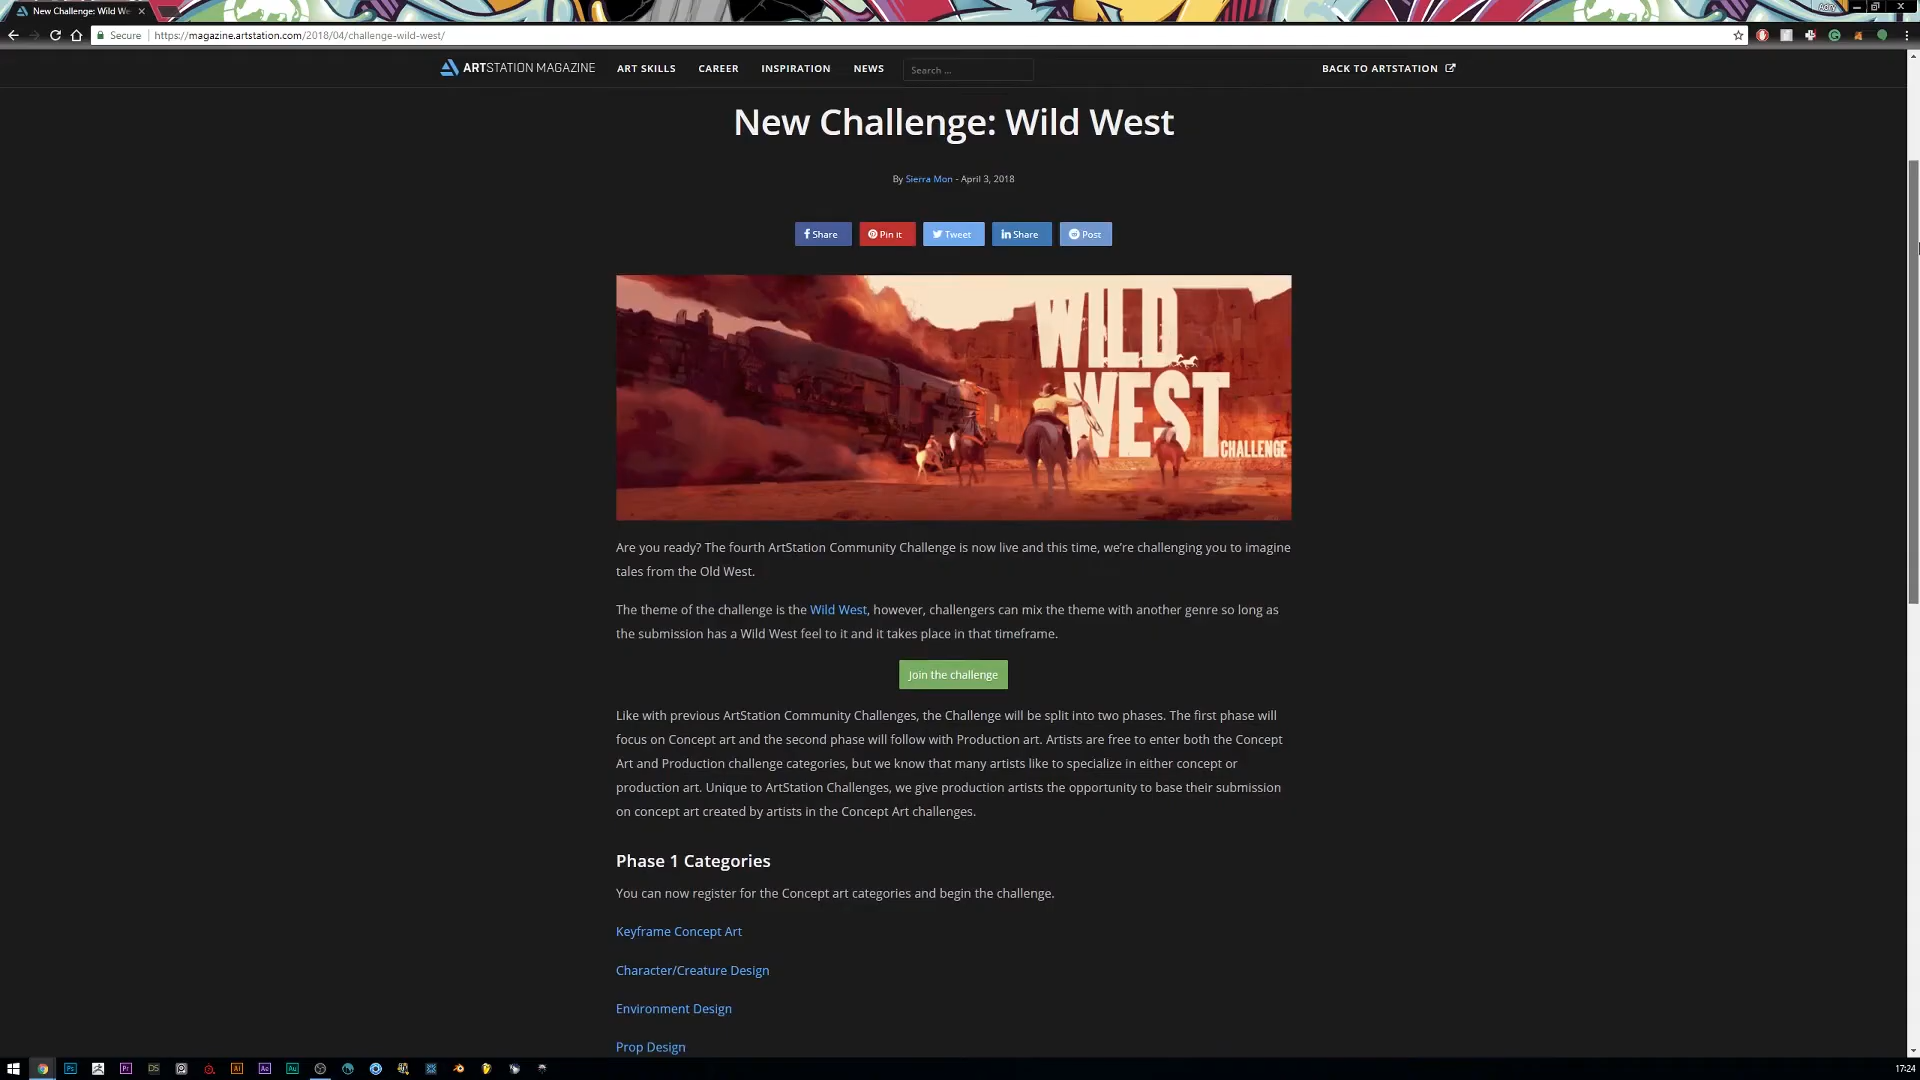 New Challenge: Wild W
Secure
https://magazine.artstation.com/2018/04/challenge-wild-west/
ARTSTATION MAGAZINE
ART SKILLS
CAREER
INSPIRATION
NEWS
Search ...
BACK TO ARTSTATION
New Challenge: Wild West
By Sierra Mon - April 3, 2018
Share
Pin it
Tweet
Share
Post
WILD
WEST
CHALLENGE
Are you ready? The fourth ArtStation Community Challenge is now live and this time, we're challenging you to imagine
tales from the Old West.
The theme of the challenge is the Wild West, however, challengers can mix the theme with another genre so long as
the submission has a Wild West feel to it and it takes place in that timeframe.
Join the challenge
Like with previous ArtStation Community Challenges, the Challenge will be split into two phases. The first phase will
focus on Concept art and the second phase will follow with Production art. Artists are free to enter both the Concept
Art and Production challenge categories, but we know that many artists like to specialize in either concept or
production art. Unique to ArtStation Challenges, we give production artists the opportunity to base their submission
on concept art created by artists in the Concept Art challenges.
Phase 1 Categories
You can now register for the Concept art categories and begin the challenge.
Keyframe Concept Art
Character/Creature Design
Environment Design
Prop Design
Ps
Pr
DS
Ai
Ae
Au
17:24